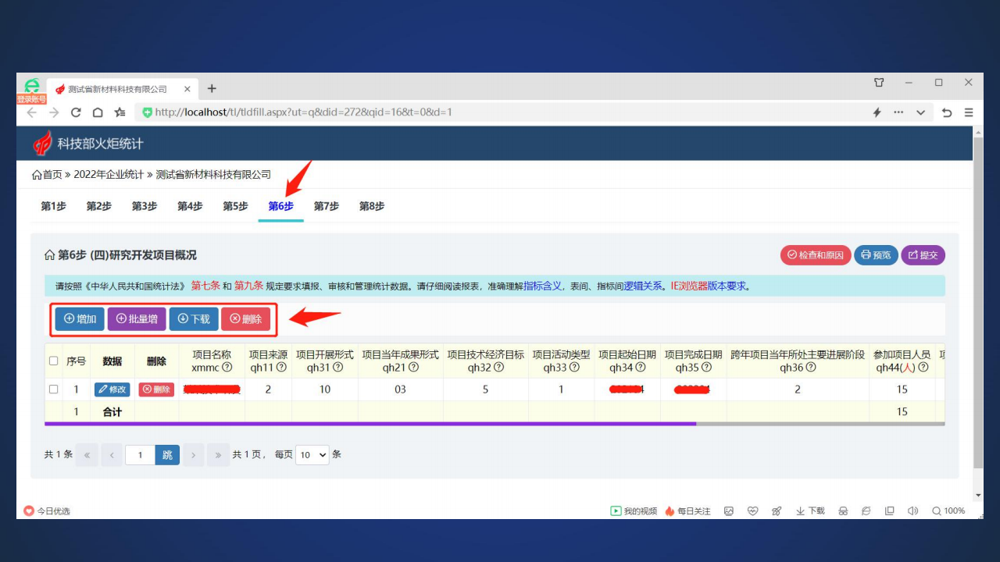 登录账号
测试省新材料科技有限公司
http://localhost/tl/tldfill.aspx?ut=q&did=272&qid=16&t=0&d=1
科技部火炬统计
首页 » 2022年企业统计 » 测试省新材料科技有限公司
第1步 第2步 第3步 第4步 第5步 第6步 第7步 第8步
第6步 (四)研究开发项目概况 检查和原因 预览 提交
请按照《中华人民共和国统计法》 第七条 和 第九条 规定要求填报、审核和管理统计数据。请仔细阅读报表，准确理解指标含义，表间、指标间逻辑关系。IE浏览器版本要求。
增加 批量增 下载 删除
序号 数据 删除 项目名称 项目来源 项目开展形式 项目当年成果形式 项目技术经济目标 项目活动类型 项目起始日期 项目完成日期 跨年项目当年所处主要进展阶段 参加项目人员
xmmc qh11 qh31 qh21 qh32 qh33 qh34 qh35 qh36 qh44(人)
1 修改 删除 2 10 03 5 1 2 15
1 合计 15
共 1 条 « ‹ 1 跳 › » 共 1 页， 每页 10 条
今日优选 我的视频 每日关注 下载 100%